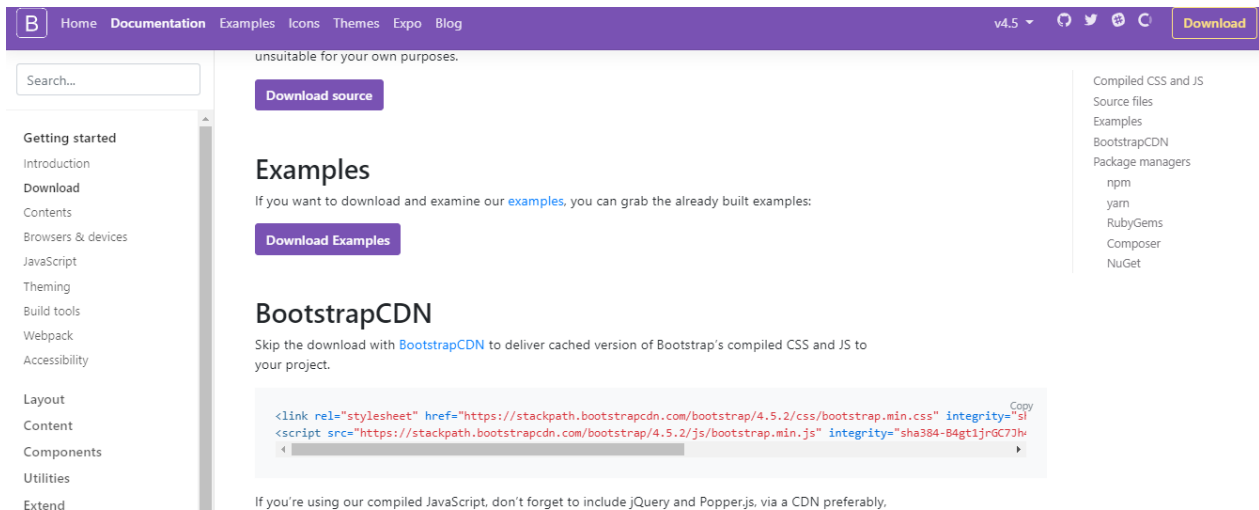 B Home Documentation Examples Icons Themes Expo Blog v4.5 Download
Search...
Getting started
Introduction
Download
Contents
Browsers & devices
JavaScript
Theming
Build tools
Webpack
Accessibility
Layout
Content
Components
Utilities
Extend
unsuitable for your own purposes.
Download source
Examples
If you want to download and examine our examples, you can grab the already built examples:
Download Examples
BootstrapCDN
Skip the download with BootstrapCDN to deliver cached version of Bootstrap's compiled CSS and JS to
your project.
Copy
<link rel="stylesheet" href="https://stackpath.bootstrapcdn.com/bootstrap/4.5.2/css/bootstrap.min.css" integrity="sh
<script src="https://stackpath.bootstrapcdn.com/bootstrap/4.5.2/js/bootstrap.min.js" integrity="sha384-B4gt1jrGC7Jh4
If you're using our compiled JavaScript, don't forget to include jQuery and Popper.js, via a CDN preferably,
Compiled CSS and JS
Source files
Examples
BootstrapCDN
Package managers
npm
yarn
RubyGems
Composer
NuGet